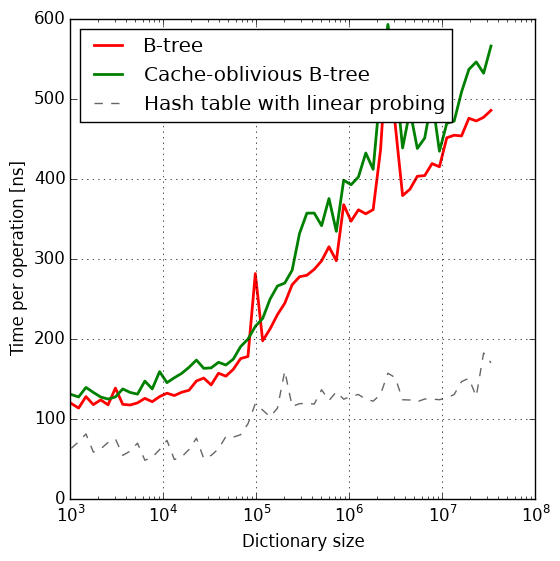 B-tree
Cache-oblivious B-tree
Hash table with linear probing
600
500
400
300
200
100
0
Time per operation [ns]
10³ 10⁴ 10⁵ 10⁶ 10⁷ 10⁸
Dictionary size